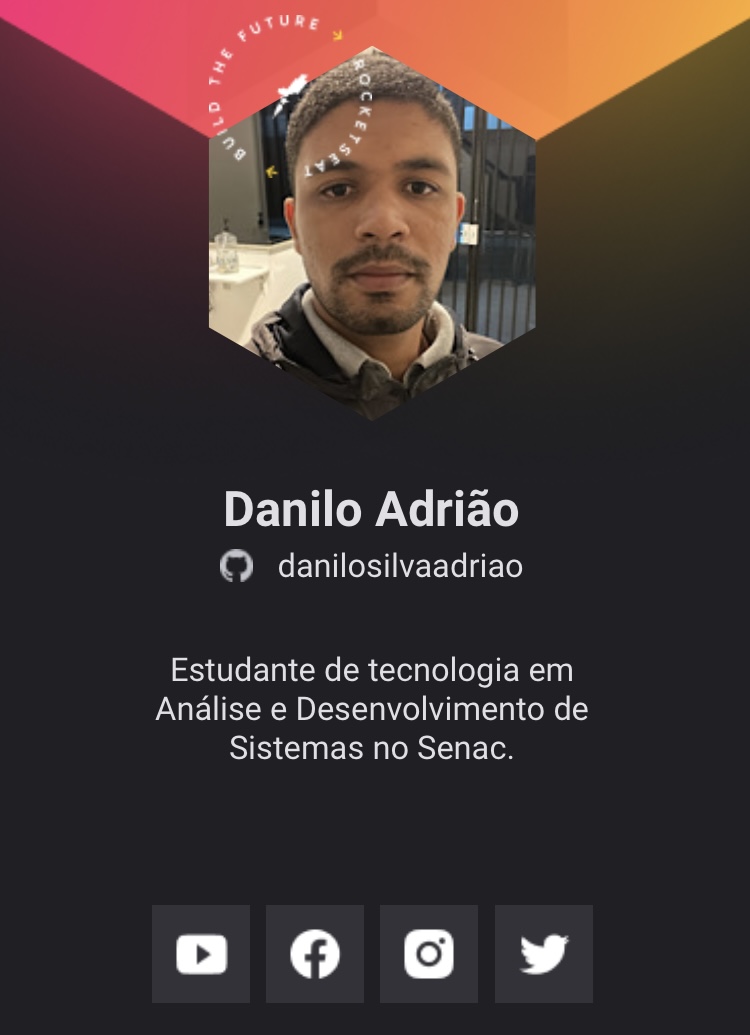 BUILD THE FUTURE
ROCKETSEAT
Danilo Adrião
danilosilvaadriao
Estudante de tecnologia em
Análise e Desenvolvimento de
Sistemas no Senac.